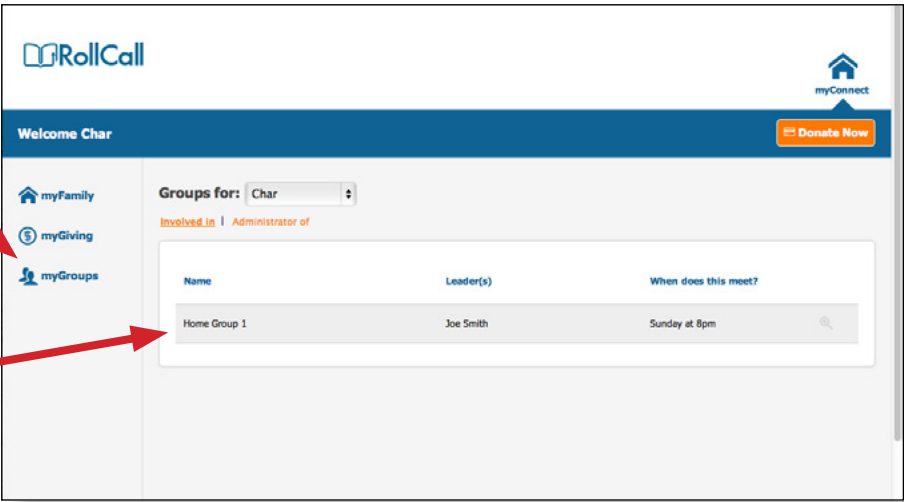 RollCall
myConnect
Welcome Char
Donate Now
myFamily
Groups for: Char
Involved in | Administrator of
myGiving
myGroups
Name Leader(s) When does this meet?
Home Group 1 Joe Smith Sunday at 8pm